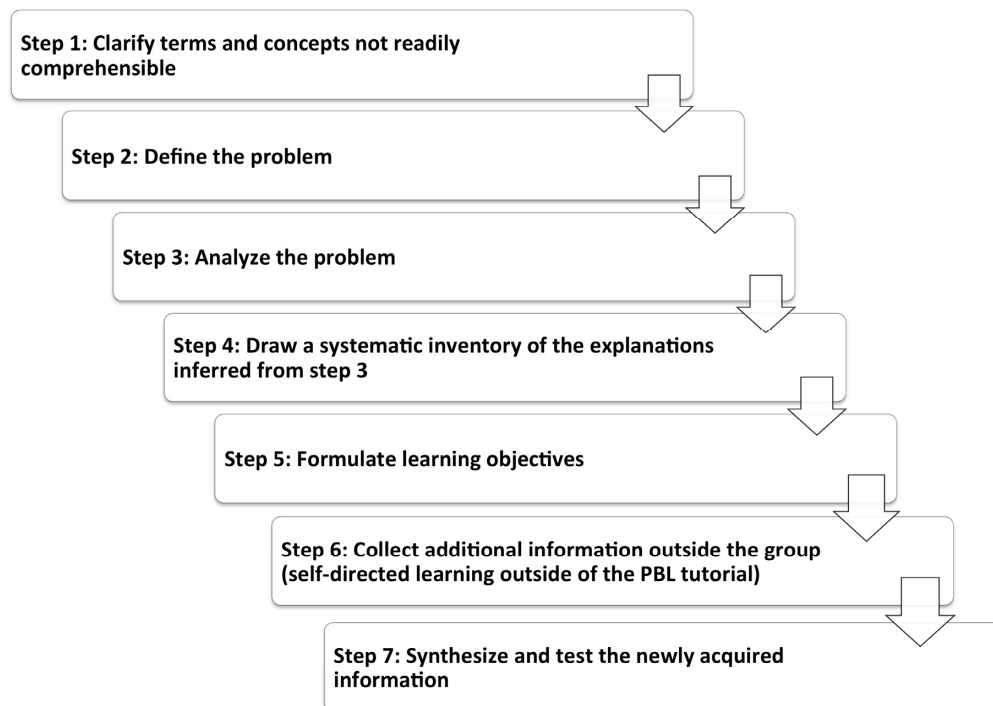 Step 1: Clarify terms and concepts not readily
comprehensible
Step 2: Define the problem
Step 3: Analyze the problem
Step 4: Draw a systematic inventory of the explanations
inferred from step 3
Step 5: Formulate learning objectives
Step 6: Collect additional information outside the group
(self-directed learning outside of the PBL tutorial)
Step 7: Synthesize and test the newly acquired
information